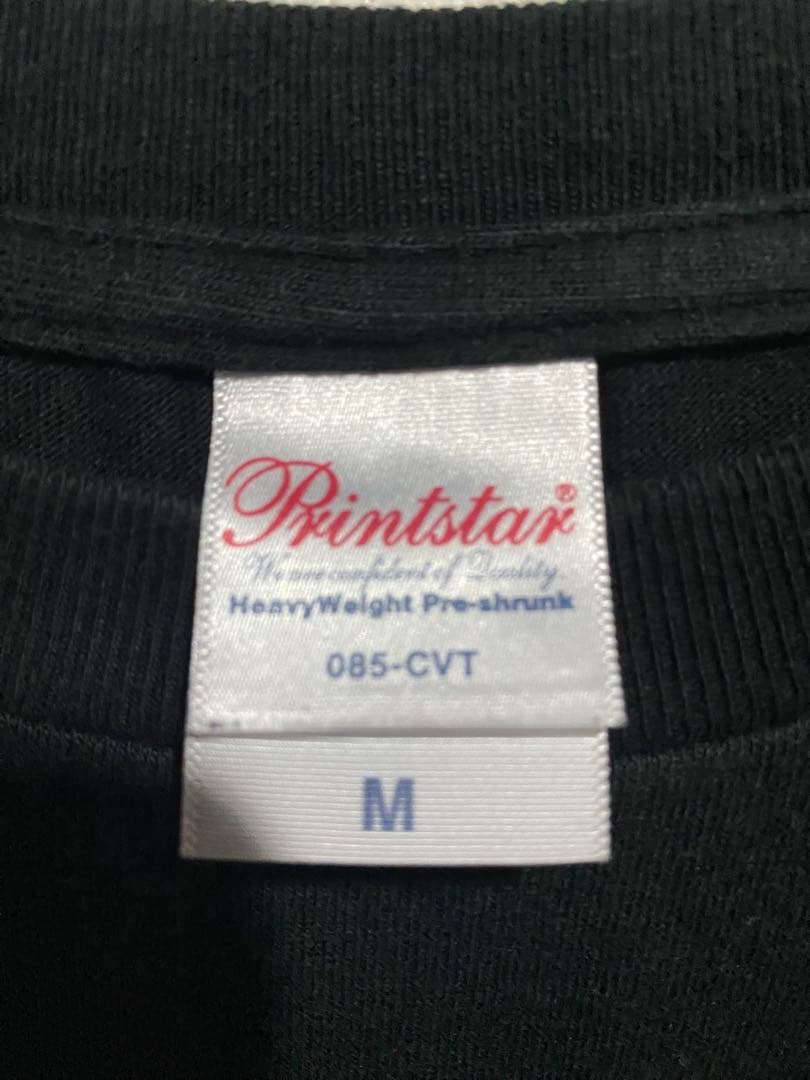 Printstar®
We are confident of Quality.
HeavyWeight Pre-shrunk
085-CVT
M